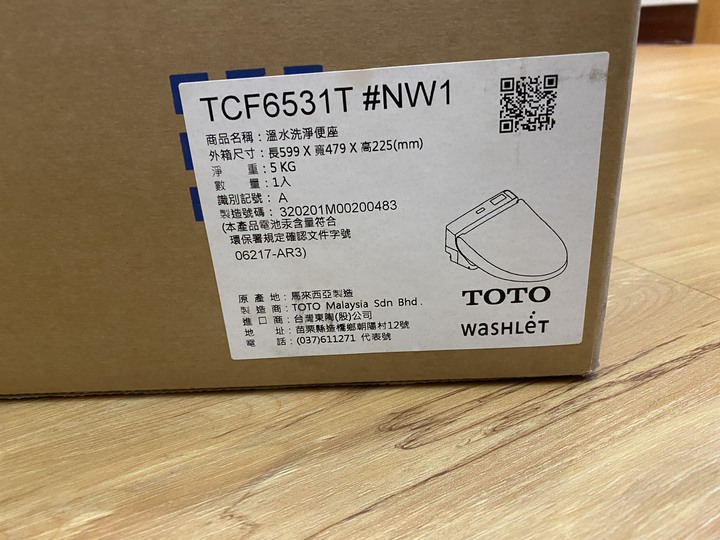 TCF6531T #NW1
商品名稱：溫水洗淨便座
外箱尺寸：長599 X 寬479 X 高225(mm)
淨 重：5 KG
數 量：1入
識別記號： A
製造號碼： 320201M00200483
(本產品電池汞含量符合
環保署規定確認文件字號
06217-AR3)
原 產 地：馬來西亞製造
製 造 商：TOTO Malaysia Sdn Bhd.
進 口 商：台灣東陶(股)公司
地 址：苗栗縣造橋鄉朝陽村12號
電 話：(037)611271 代表號
TOTO
WASHLET